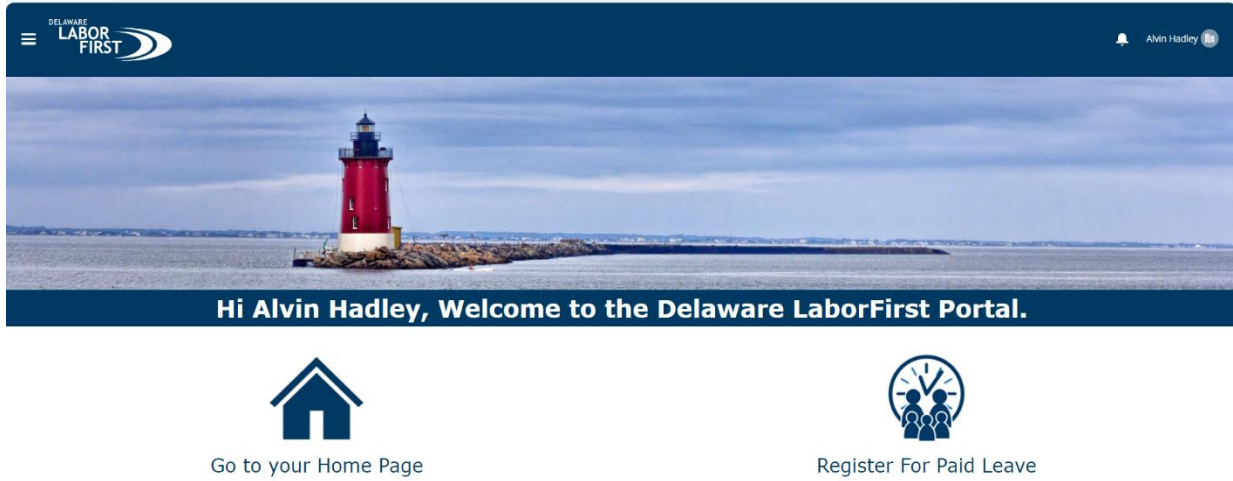 DELAWARE
LABOR
FIRST
Alvin Hadley
Hi Alvin Hadley, Welcome to the Delaware LaborFirst Portal.
Go to your Home Page
Register For Paid Leave